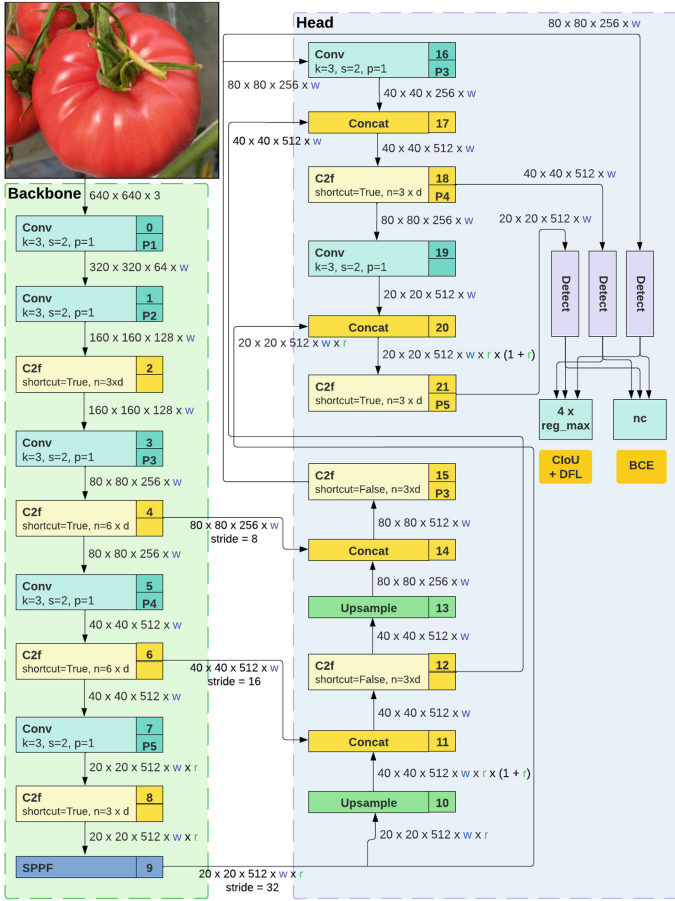 Backbone
640 x 640 x 3
Conv
k=3, s=2, p=1
0
P1
320 x 320 x 64 x w
Conv
k=3, s=2, p=1
1
P2
160 x 160 x 128 x w
C2f
shortcut=True, n=3xd
2
160 x 160 x 128 x w
Conv
k=3, s=2, p=1
3
P3
80 x 80 x 256 x w
C2f
shortcut=True, n=6 x d
4
80 x 80 x 256 x w
stride = 8
80 x 80 x 256 x w
Conv
k=3, s=2, p=1
5
P4
40 x 40 x 512 x w
C2f
shortcut=True, n=6 x d
6
40 x 40 x 512 x w
stride = 16
40 x 40 x 512 x w
Conv
k=3, s=2, p=1
7
P5
20 x 20 x 512 x w x r
C2f
shortcut=True, n=3 x d
8
20 x 20 x 512 x w x r
SPPF
9
20 x 20 x 512 x w x r
stride = 32
Head
80 x 80 x 256 x w
Conv
k=3, s=2, p=1
16
P3
80 x 80 x 256 x w
40 x 40 x 256 x w
Concat
17
40 x 40 x 512 x w
40 x 40 x 512 x w
C2f
shortcut=True, n=3 x d
18
P4
40 x 40 x 512 x w
80 x 80 x 256 x w
20 x 20 x 512 x w
Conv
k=3, s=2, p=1
19
20 x 20 x 512 x w
Concat
20
20 x 20 x 512 x w x r
20 x 20 x 512 x w x r x (1 + r)
C2f
shortcut=True, n=3 x d
21
P5
Detect
Detect
Detect
4 x
reg_max
nc
CIoU
+ DFL
BCE
C2f
shortcut=False, n=3xd
15
P3
80 x 80 x 512 x w
Concat
14
80 x 80 x 256 x w
Upsample
13
40 x 40 x 512 x w
C2f
shortcut=False, n=3xd
12
40 x 40 x 512 x w
Concat
11
40 x 40 x 512 x w x r x (1 + r)
Upsample
10
20 x 20 x 512 x w x r